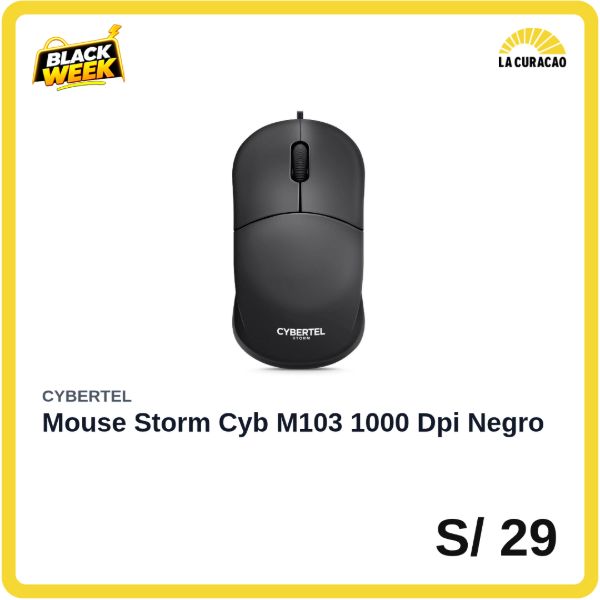 BLACK
WEEK
LA CURACAO
CYBERTEL
STORM
CYBERTEL
Mouse Storm Cyb M103 1000 Dpi Negro
S/ 29